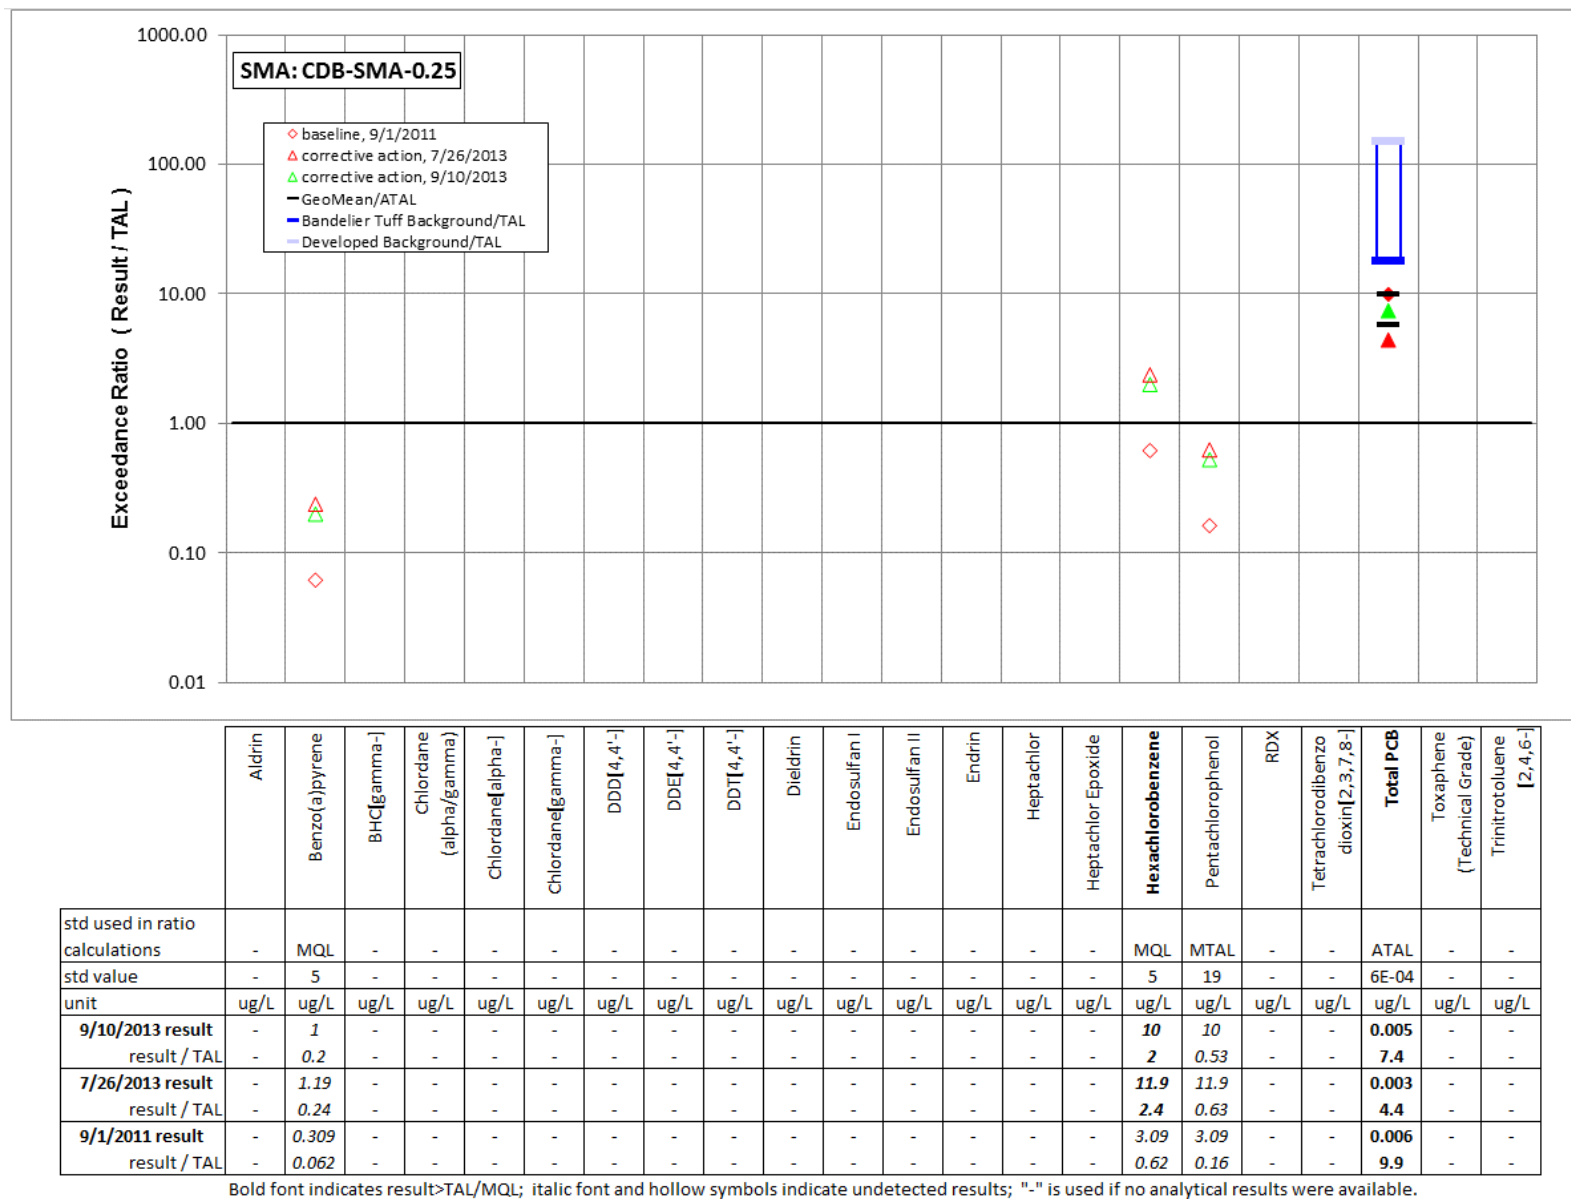 1000.00
SMA: CDB-SMA-0.25
baseline, 9/1/2011
corrective action, 7/26/2013
corrective action, 9/10/2013
GeoMean/ATAL
Bandelier Tuff Background/TAL
Developed Background/TAL
100.00
10.00
1.00
0.10
0.01
Exceedance Ratio ( Result / TAL )
Aldrin
Benzo(a)pyrene
BHC[gamma-]
Chlordane
(alpha/gamma)
Chlordane[alpha-]
Chlordane[gamma-]
DDD[4,4'-]
DDE[4,4'-]
DDT[4,4'-]
Dieldrin
Endosulfan I
Endosulfan II
Endrin
Heptachlor
Heptachlor Epoxide
Hexachlorobenzene
Pentachlorophenol
RDX
Tetrachlorodibenzo
dioxin[2,3,7,8-]
Total PCB
Toxaphene
(Technical Grade)
Trinitrotoluene
[2,4,6-]
std used in ratio
calculations - MQL - - - - - - - - - - - - - MQL MTAL - - ATAL - -
std value - 5 - - - - - - - - - - - - - 5 19 - - 6E-04 - -
unit ug/L ug/L ug/L ug/L ug/L ug/L ug/L ug/L ug/L ug/L ug/L ug/L ug/L ug/L ug/L ug/L ug/L ug/L ug/L ug/L ug/L ug/L
9/10/2013 result - 1 - - - - - - - - - - - - - 10 10 - - 0.005 - -
result / TAL - 0.2 - - - - - - - - - - - - - 2 0.53 - - 7.4 - -
7/26/2013 result - 1.19 - - - - - - - - - - - - - 11.9 11.9 - - 0.003 - -
result / TAL - 0.24 - - - - - - - - - - - - - 2.4 0.63 - - 4.4 - -
9/1/2011 result - 0.309 - - - - - - - - - - - - - 3.09 3.09 - - 0.006 - -
result / TAL - 0.062 - - - - - - - - - - - - - 0.62 0.16 - - 9.9 - -
Bold font indicates result>TAL/MQL; italic font and hollow symbols indicate undetected results; "-" is used if no analytical results were available.